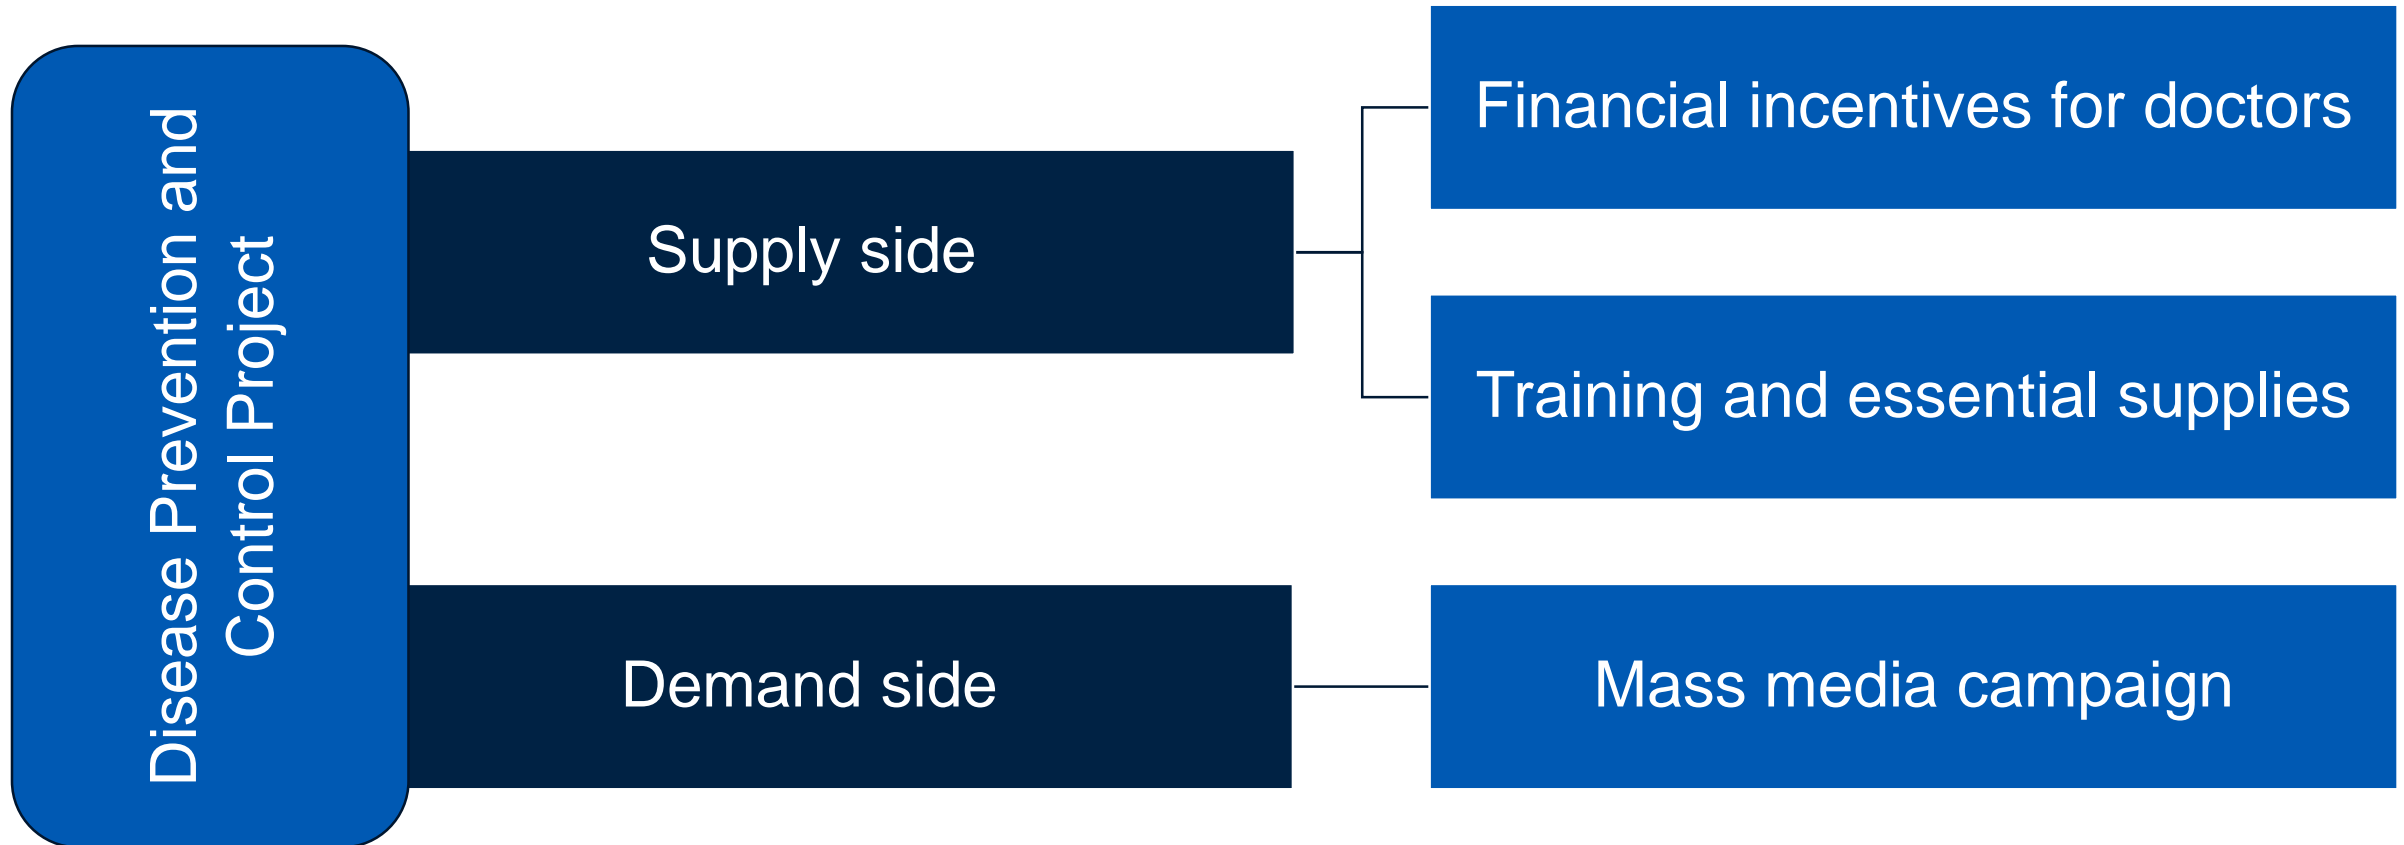 Disease Prevention and
Control Project
Supply side
Financial incentives for doctors
Training and essential supplies
Demand side
Mass media campaign